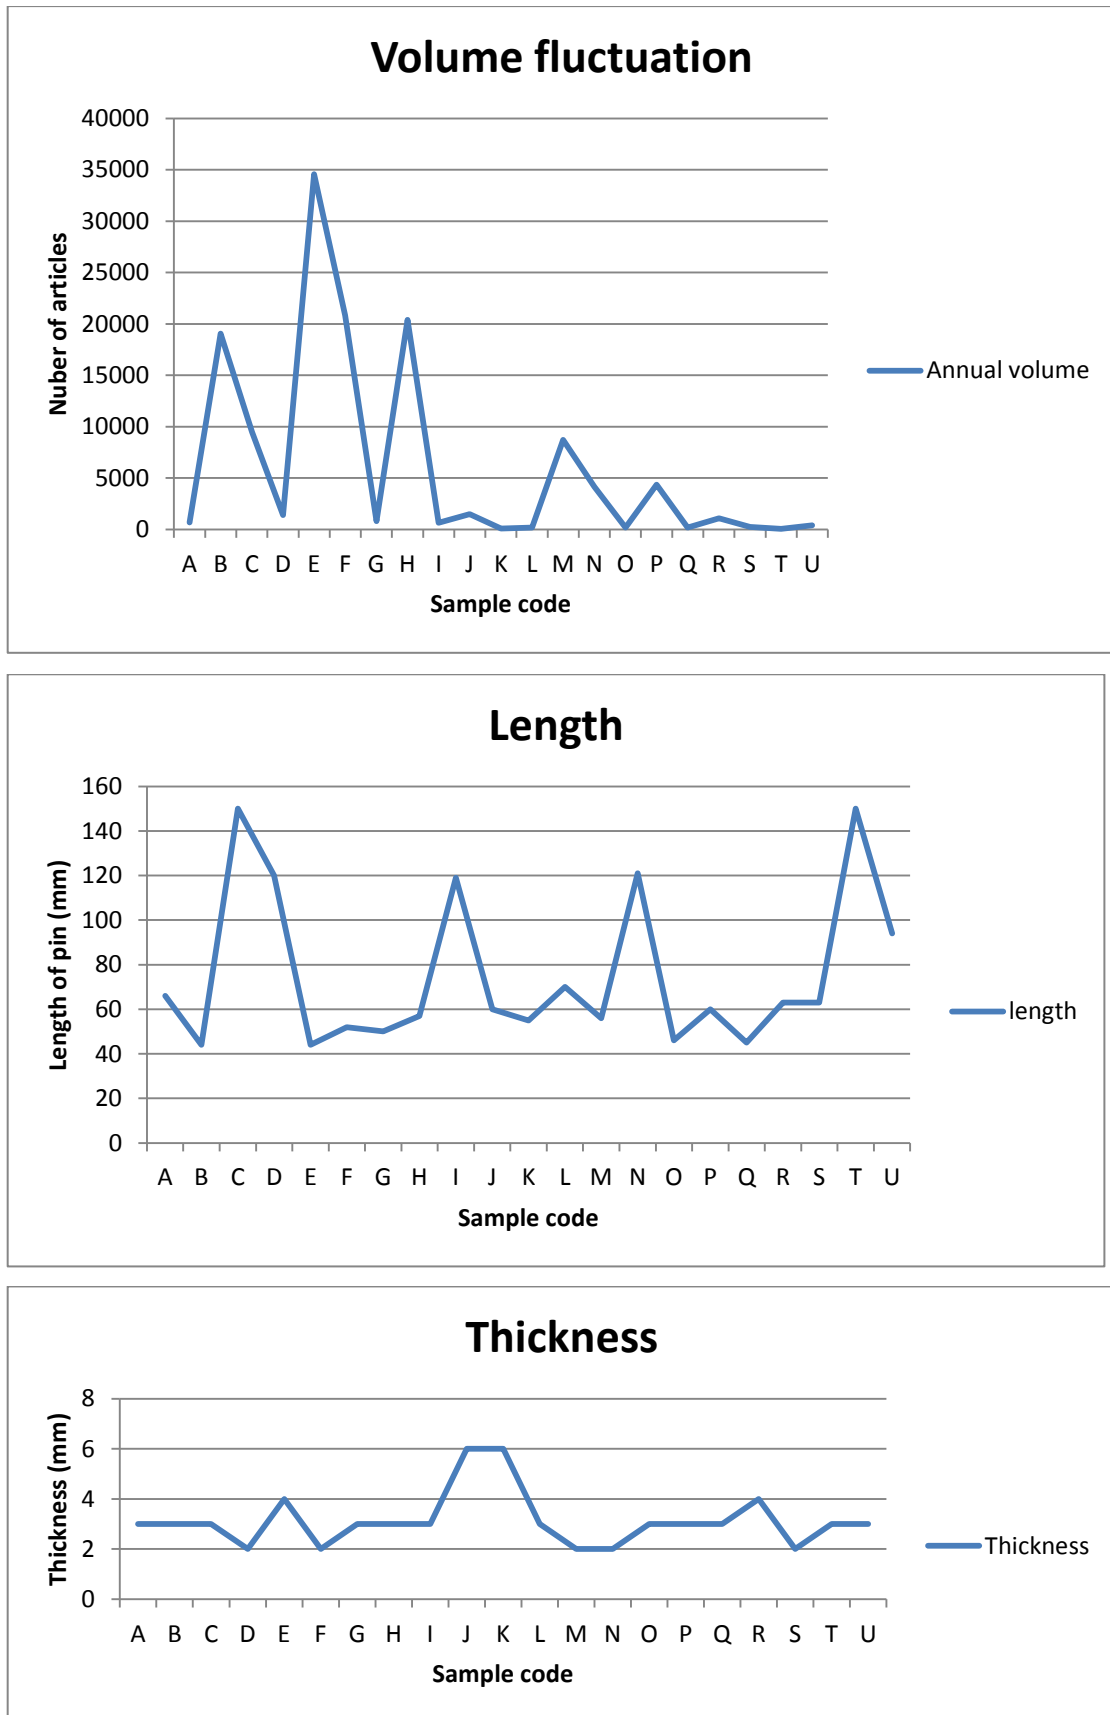 Volume fluctuation
40000
35000
30000
25000
20000
15000
10000
5000
0
Nuber of articles
A B C D E F G H I J K L M N O P Q R S T U
Sample code
Annual volume
Length
160
140
120
100
80
60
40
20
0
Length of pin (mm)
A B C D E F G H I J K L M N O P Q R S T U
Sample code
length
Thickness
8
6
4
2
0
Thickness (mm)
A B C D E F G H I J K L M N O P Q R S T U
Sample code
Thickness